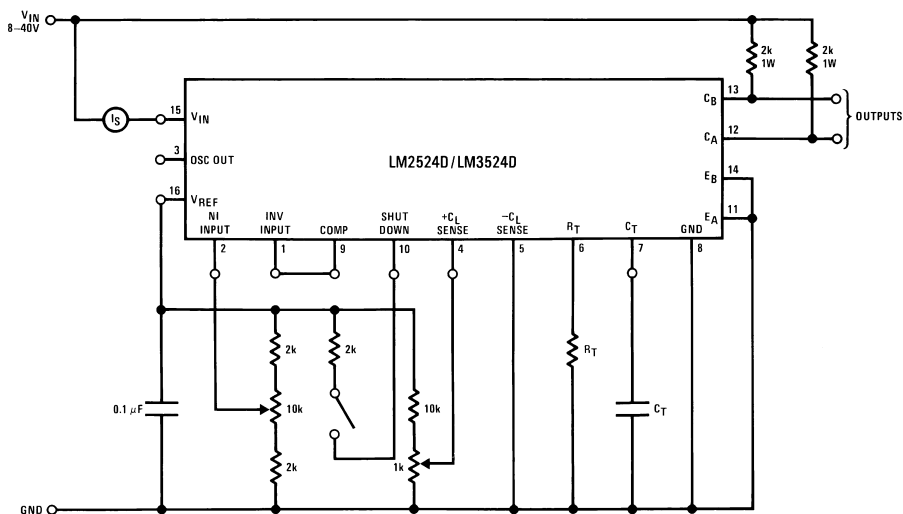 VIN
8–40V
2k
1W
2k
1W
IS
15
VIN
3
OSC OUT
16
VREF
LM2524D/LM3524D
CB
13
CA
12
OUTPUTS
EB
14
EA
11
NI
INPUT
INV
INPUT
COMP
SHUT
DOWN
+CL
SENSE
−CL
SENSE
RT
CT
GND
2
1
9
10
4
5
6
7
8
2k
2k
RT
0.1 μF
10k
10k
CT
2k
1k
GND